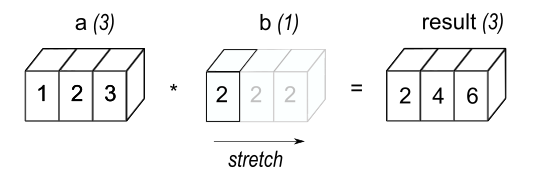 a (3) b (1) result (3)
1 2 3 * 2 2 2 = 2 4 6
stretch